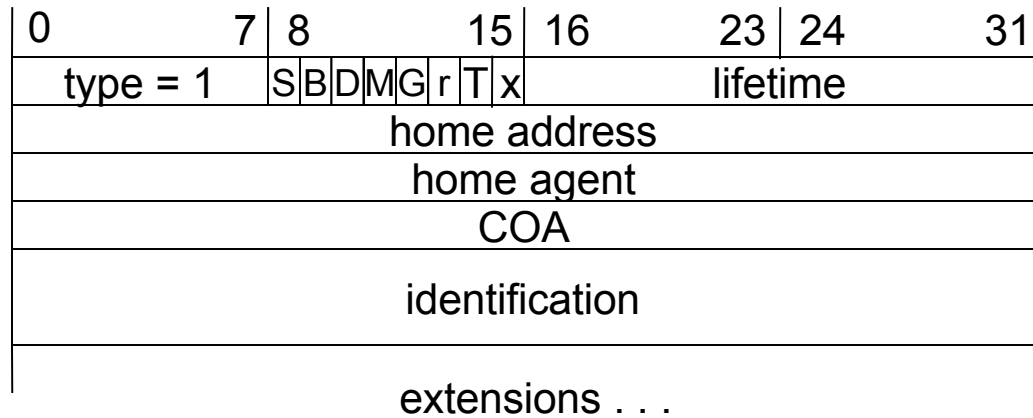 0 7 8 15 16 23 24 31
type = 1 S B D M G r T x lifetime
home address
home agent
COA
identification
extensions . . .